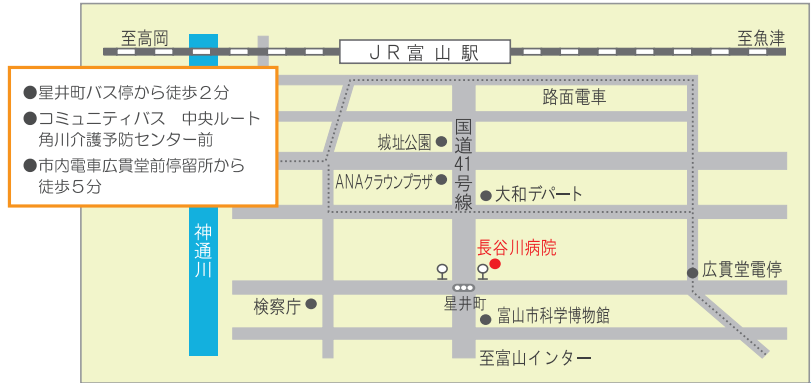 至高岡
JR富山駅
至魚津
●星井町バス停から徒歩2分
●コミュニティバス　中央ルート
角川介護予防センター前
●市内電車広貫堂前停留所から
徒歩5分
路面電車
国道41号線
城址公園
ANAクラウンプラザ
大和デパート
神通川
長谷川病院
広貫堂電停
検察庁
星井町
富山市科学博物館
至富山インター